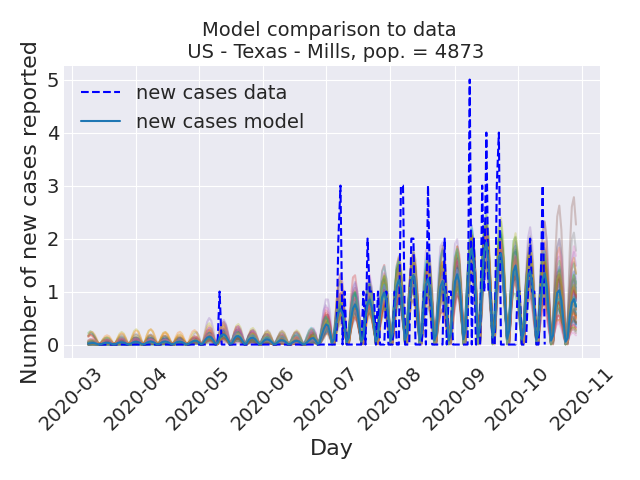 Model comparison to data
US - Texas - Mills, pop. = 4873
Number of new cases reported
5
4
3
2
1
0
new cases data
new cases model
2020-03
2020-04
2020-05
2020-06
2020-07
2020-08
2020-09
2020-10
2020-11
Day